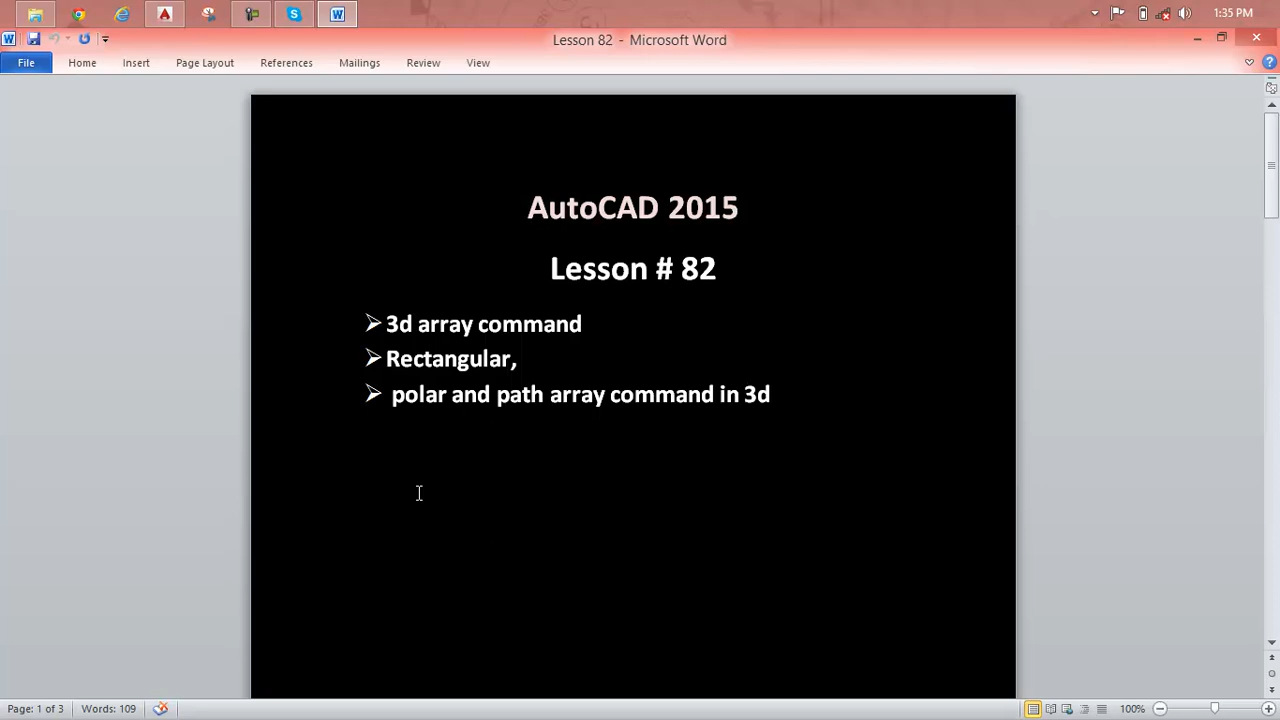 1:35 PM
Lesson 82 - Microsoft Word
File Home Insert Page Layout References Mailings Review View
AutoCAD 2015
Lesson # 82
➢ 3d array command
➢ Rectangular,
➢ polar and path array command in 3d
Page: 1 of 3 Words: 109 100%